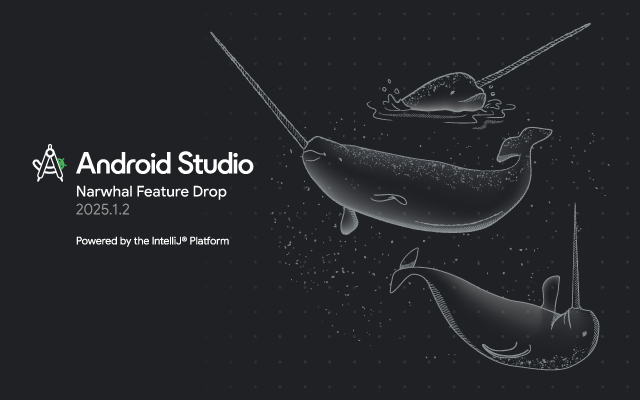 Android Studio
Narwhal Feature Drop
2025.1.2
Powered by the IntelliJ® Platform